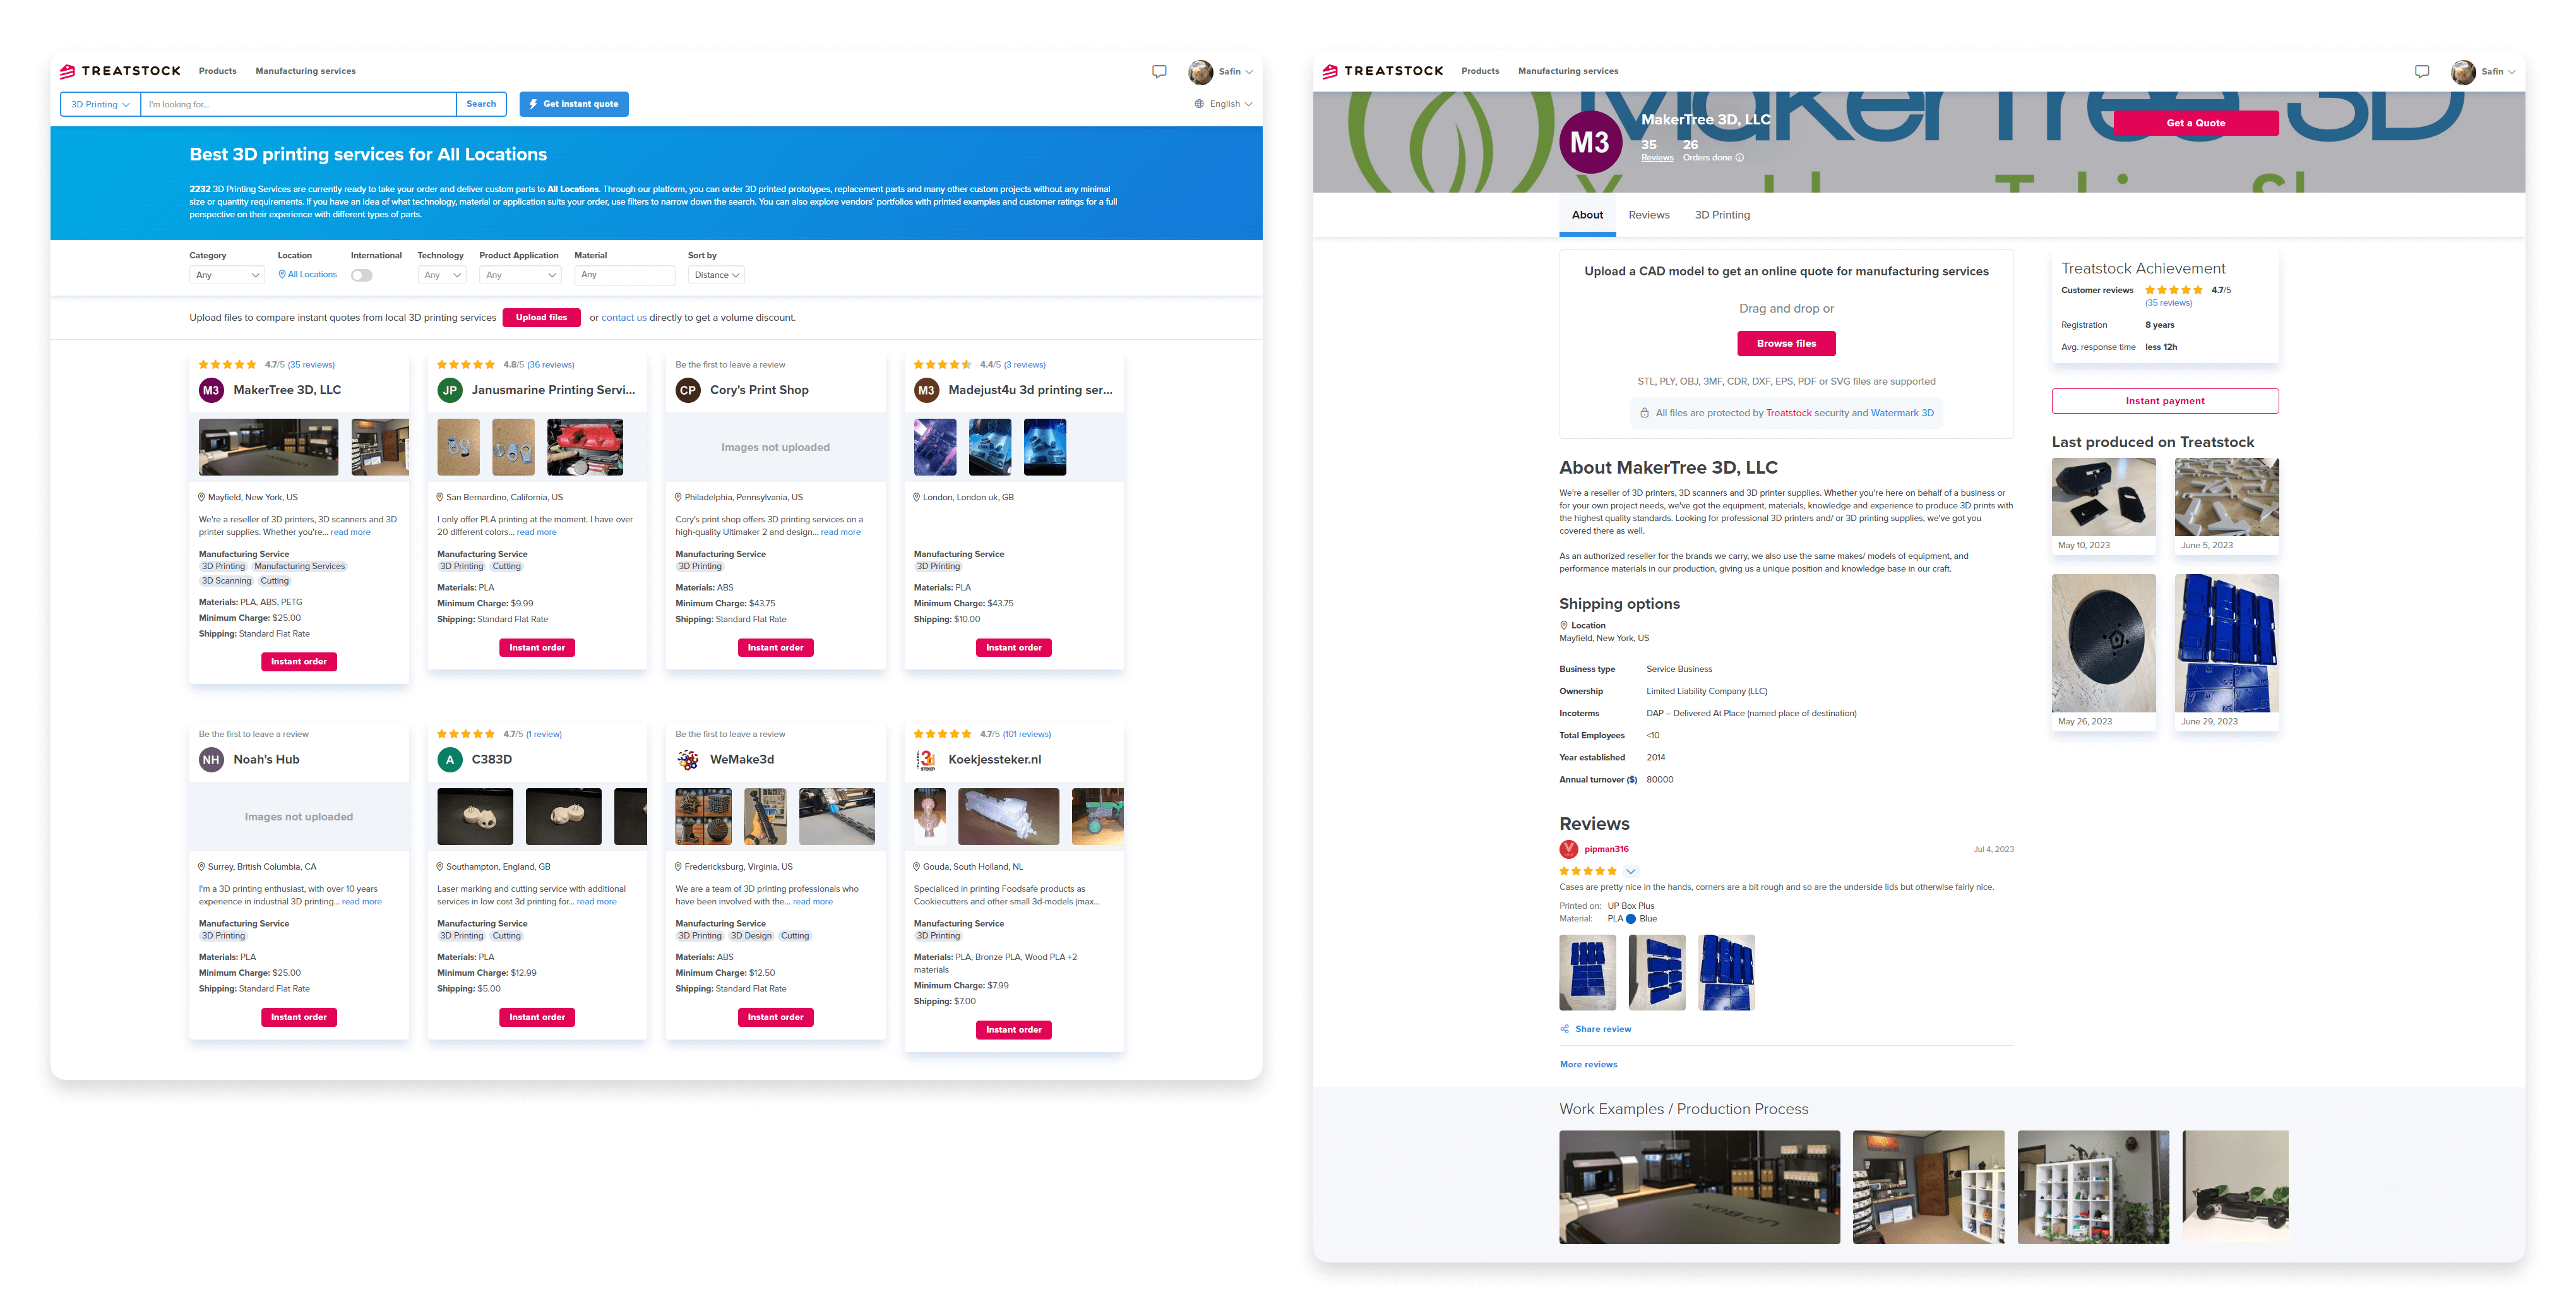 TREATSTOCK Products Manufacturing services Safin
3D Printing I'm looking for... Search Get instant quote English
Best 3D printing services for All Locations
2232 3D Printing Services are currently ready to take your order and deliver custom parts to All Locations. Through our platform, you can order 3D printed prototypes, replacement parts and many other custom projects without any minimal
size or quantity requirements. If you have an idea of what technology, material or application suits your order, use filters to narrow down the search. You can also explore vendors' portfolios with printed examples and customer ratings for a full
perspective on their experience with different types of parts.
Category Location International Technology Product Application Material Sort by
Any All Locations Any Any Any Distance
Upload files to compare instant quotes from local 3D printing services Upload files or contact us directly to get a volume discount.
4.7/5 (35 reviews)
M3 MakerTree 3D, LLC
Mayfield, New York, US
We're a reseller of 3D printers, 3D scanners and 3D
printer supplies. Whether you're... read more
Manufacturing Service
3D Printing Manufacturing Services
3D Scanning Cutting
Materials: PLA, ABS, PETG
Minimum Charge: $25.00
Shipping: Standard Flat Rate
Instant order
4.8/5 (36 reviews)
JP Janusmarine Printing Servi...
San Bernardino, California, US
I only offer PLA printing at the moment. I have over
20 different colors... read more
Manufacturing Service
3D Printing Cutting
Materials: PLA
Minimum Charge: $9.99
Shipping: Standard Flat Rate
Instant order
Be the first to leave a review
CP Cory's Print Shop
Images not uploaded
Philadelphia, Pennsylvania, US
Cory's print shop offers 3D printing services on a
high-quality Ultimaker 2 and design... read more
Manufacturing Service
3D Printing
Materials: ABS
Minimum Charge: $43.75
Shipping: Standard Flat Rate
Instant order
4.4/5 (3 reviews)
M3 Madejust4u 3d printing ser...
London, London uk, GB
Manufacturing Service
3D Printing
Materials: PLA
Minimum Charge: $43.75
Shipping: $10.00
Instant order
Be the first to leave a review
NH Noah's Hub
Images not uploaded
Surrey, British Columbia, CA
I'm a 3D printing enthusiast, with over 10 years
experience in industrial 3D printing... read more
Manufacturing Service
3D Printing
Materials: PLA
Minimum Charge: $25.00
Shipping: Standard Flat Rate
Instant order
4.7/5 (1 review)
A C383D
Southampton, England, GB
Laser marking and cutting service with additional
services in low cost 3d printing for... read more
Manufacturing Service
3D Printing Cutting
Materials: PLA
Minimum Charge: $12.99
Shipping: $5.00
Instant order
Be the first to leave a review
WeMake3d
Fredericksburg, Virginia, US
We are a team of 3D printing professionals who
have been involved with the... read more
Manufacturing Service
3D Printing 3D Design Cutting
Materials: ABS
Minimum Charge: $12.50
Shipping: Standard Flat Rate
Instant order
4.7/5 (101 reviews)
Koekjessteker.nl
Gouda, South Holland, NL
Specialiced in printing Foodsafe products as
Cookiecutters and other small 3d-models (max...
Manufacturing Service
3D Printing
Materials: PLA, Bronze PLA, Wood PLA +2
materials
Minimum Charge: $7.99
Shipping: $7.00
Instant order
TREATSTOCK Products Manufacturing services Safin
MakerTree 3D
M3 MakerTree 3D, LLC
35 26
Reviews Orders done
Get a Quote
About Reviews 3D Printing
Upload a CAD model to get an online quote for manufacturing services
Drag and drop or
Browse files
STL, PLY, OBJ, 3MF, CDR, DXF, EPS, PDF or SVG files are supported
All files are protected by Treatstock security and Watermark 3D
About MakerTree 3D, LLC
We're a reseller of 3D printers, 3D scanners and 3D printer supplies. Whether you're here on behalf of a business or
for your own project needs, we've got the equipment, materials, knowledge and experience to produce 3D prints with
the highest quality standards. Looking for professional 3D printers and/ or 3D printing supplies, we've got you
covered there as well.
As an authorized reseller for the brands we carry, we also use the same makes/ models of equipment, and
performance materials in our production, giving us a unique position and knowledge base in our craft.
Shipping options
Location
Mayfield, New York, US
Business type Service Business
Ownership Limited Liability Company (LLC)
Incoterms DAP – Delivered At Place (named place of destination)
Total Employees <10
Year established 2014
Annual turnover ($) 80000
Reviews
pipman316 Jul 4, 2023
Cases are pretty nice in the hands, corners are a bit rough and so are the underside lids but otherwise fairly nice.
Printed on: UP Box Plus
Material: PLA Blue
Share review
More reviews
Treatstock Achievement
Customer reviews 4.7/5
(35 reviews)
Registration 8 years
Avg. response time less 12h
Instant payment
Last produced on Treatstock
May 10, 2023 June 5, 2023
May 26, 2023 June 29, 2023
Work Examples / Production Process